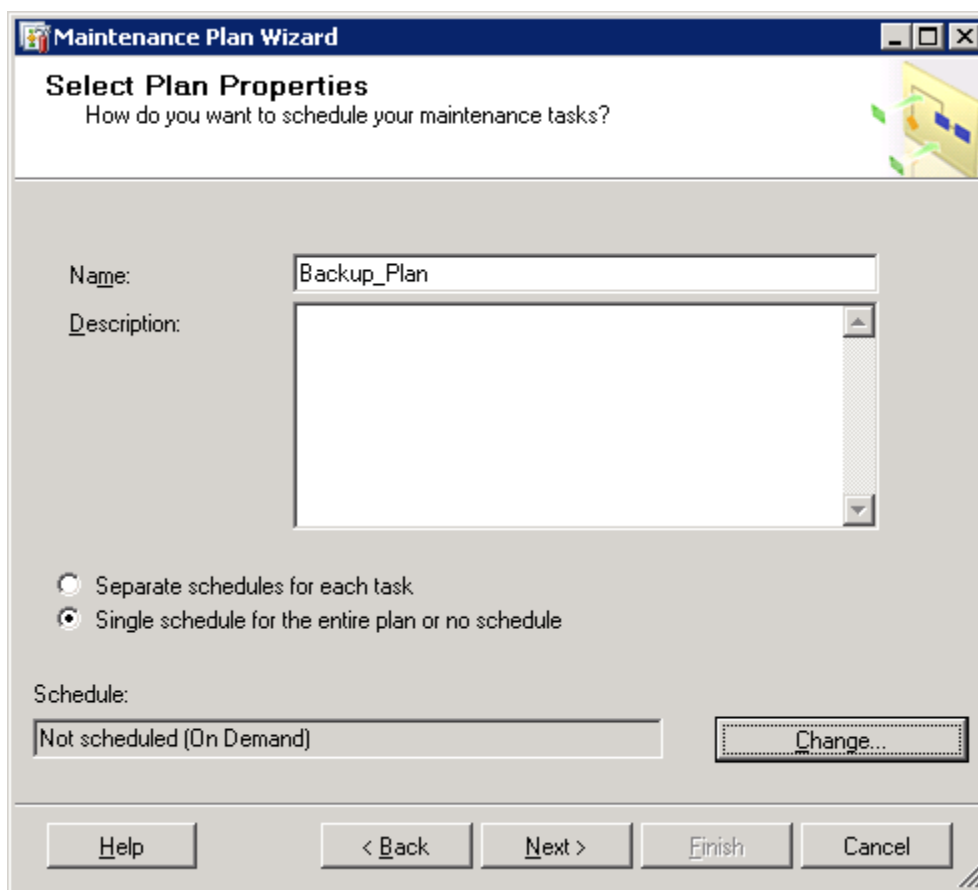 Maintenance Plan Wizard
Select Plan Properties
How do you want to schedule your maintenance tasks?
Name: Backup_Plan
Description:
Separate schedules for each task
Single schedule for the entire plan or no schedule
Schedule:
Not scheduled (On Demand) Change...
Help < Back Next > Finish Cancel